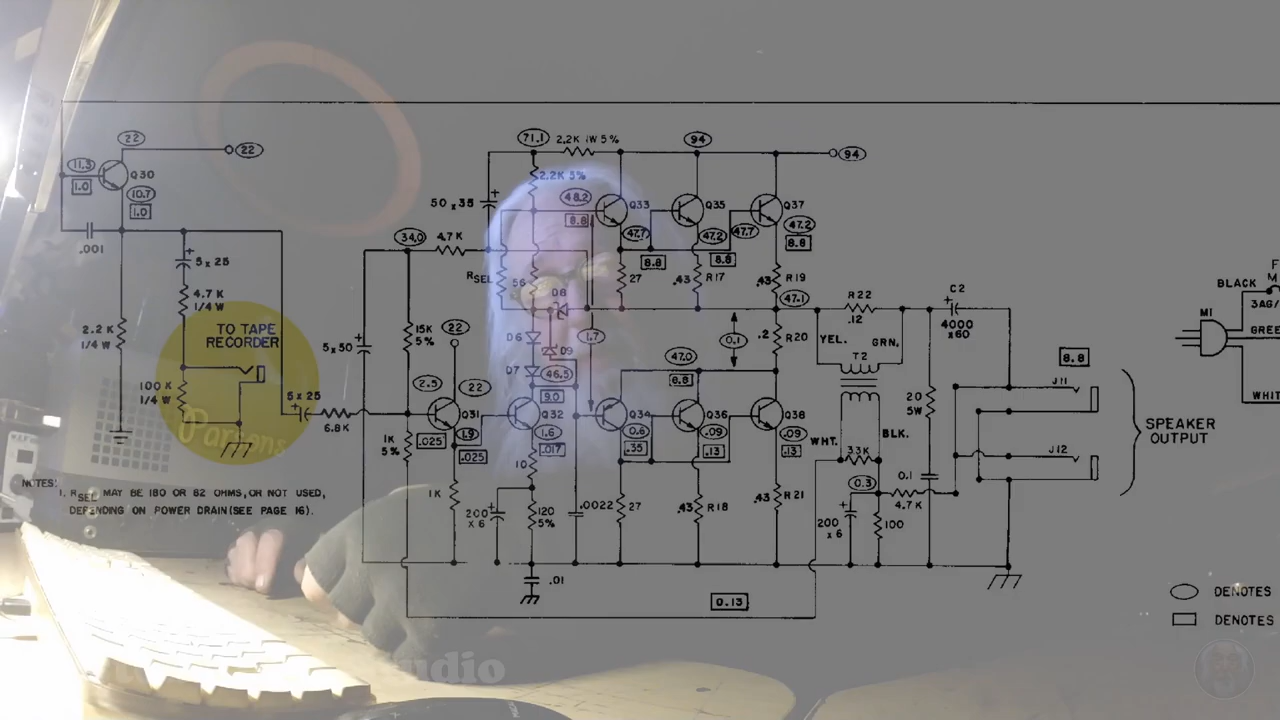 22
22
11.3
1.0
Q30
10.7
1.0
.001
5 x 25
4.7 K
1/4 W
2.2 K
1/4 W
TO TAPE
RECORDER
100 K
1/4 W
Parsons
5 x 25
6.8K
NOTES:
1. RSEL MAY BE 180 OR 82 OHMS, OR NOT USED,
DEPENDING ON POWER DRAIN (SEE PAGE 16).
71.1
2.2K 1W 5%
94
94
2.2K 5%
50 x 35
48.2
8.8
Q33
Q35
Q37
47.7
47.2
47.7
47.2
8.8
34.0
4.7 K
8.8
8.8
RSEL
56
D8
27
.43
R17
.43
R19
47.1
15K
5%
22
5 x 50
D6
D9
1.7
0.1
.2
R20
D7
46.5
9.0
47.0
8.8
2.5
22
Q31
Q32
Q34
Q36
Q38
1.9
.025
.025
1.6
.017
0.6
.35
.09
.13
.09
.13
1K
5%
1K
10
200
x 6
120
5%
.0022
27
.43
R18
.43
R21
.01
0.13
R22
.12
YEL.
GRN.
T2
C2
4000
x60
20
5W
WHT.
BLK.
33K
0.3
4.7 K
0.1
200
x 6
100
8.8
J11
J12
SPEAKER
OUTPUT
BLACK
3AG/
M1
GREE
WHIT
DENOTES
DENOTES